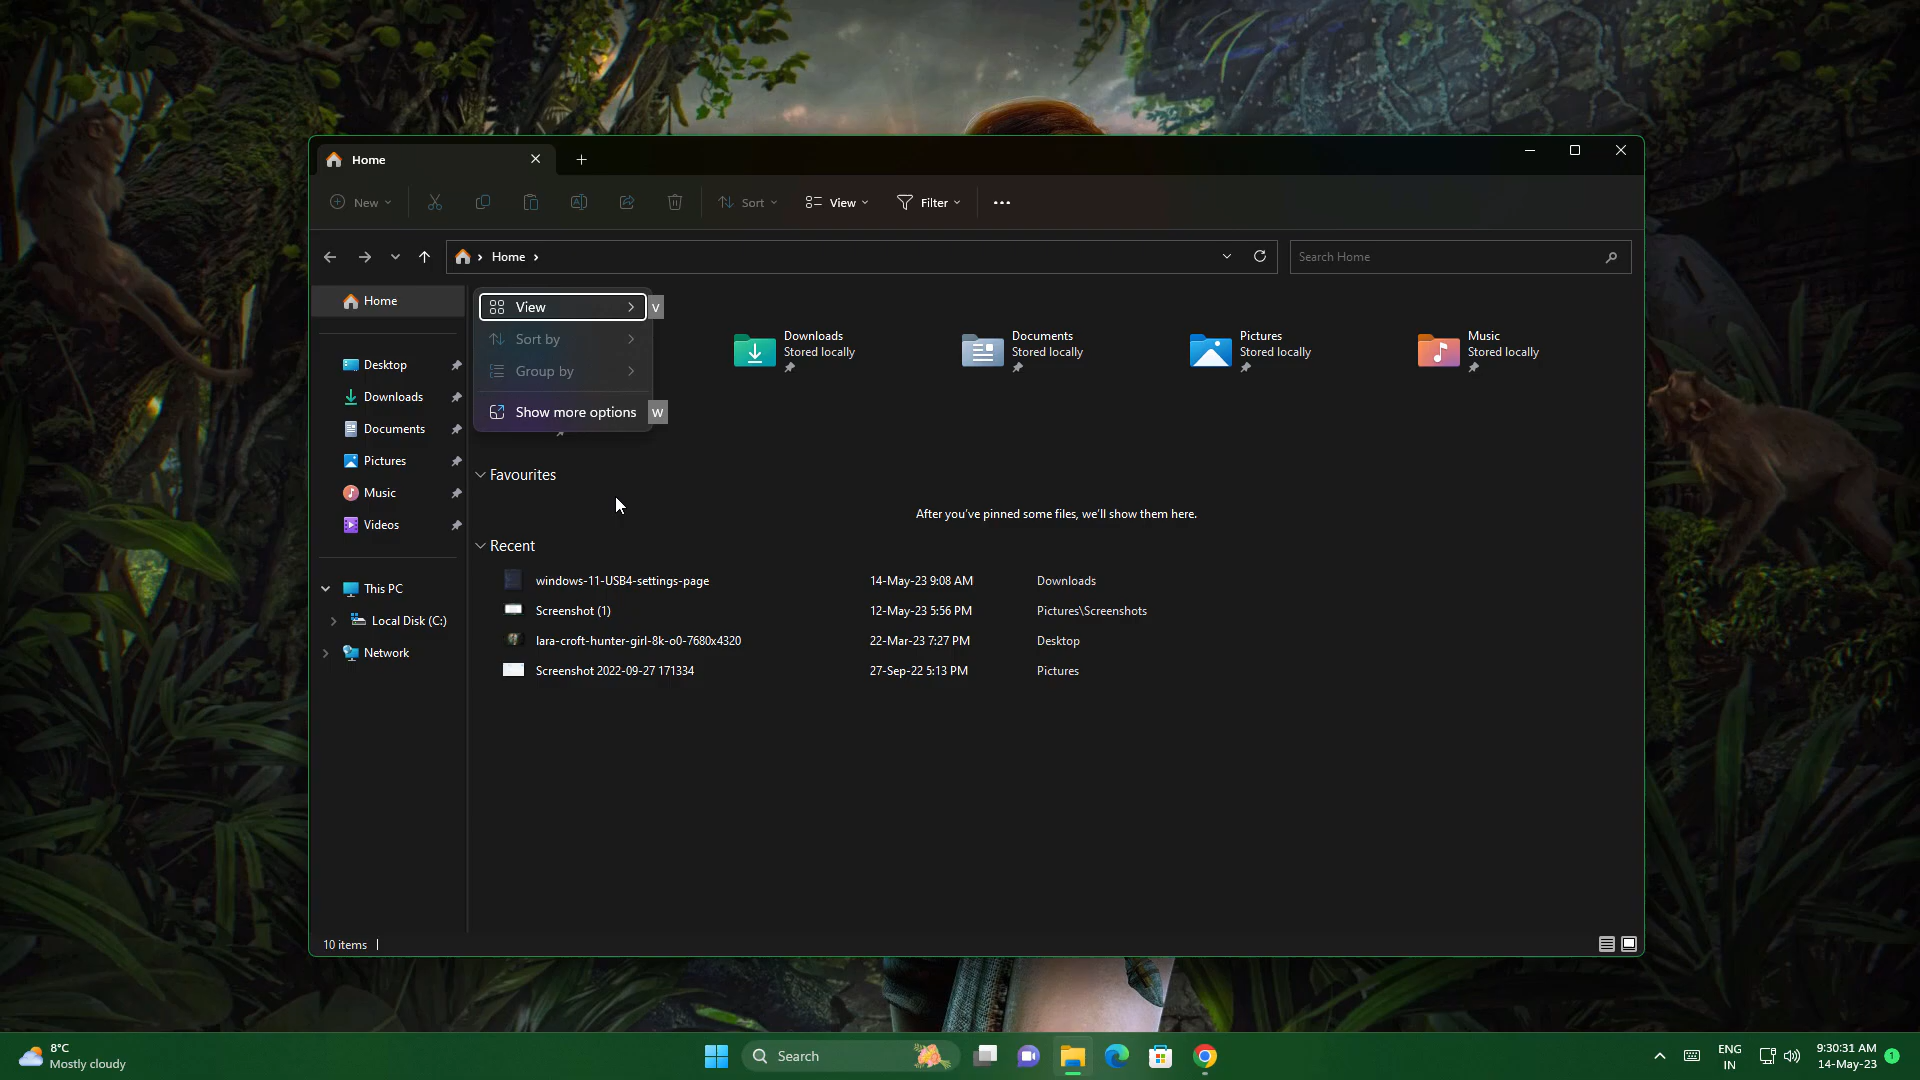 Home
New
Sort
View
Filter
Home
Search Home
Home
Desktop
Downloads
Documents
Pictures
Music
Videos
This PC
Local Disk (C:)
Network
View
V
Sort by
Group by
Show more options
W
Downloads
Stored locally
Documents
Stored locally
Pictures
Stored locally
Music
Stored locally
Favourites
After you've pinned some files, we'll show them here.
Recent
windows-11-USB4-settings-page 14-May-23 9:08 AM Downloads
Screenshot (1) 12-May-23 5:56 PM Pictures\Screenshots
lara-croft-hunter-girl-8k-o0-7680x4320 22-Mar-23 7:27 PM Desktop
Screenshot 2022-09-27 171334 27-Sep-22 5:13 PM Pictures
10 items
8°C
Mostly cloudy
Search
ENG
IN
9:30:31 AM
14-May-23
1